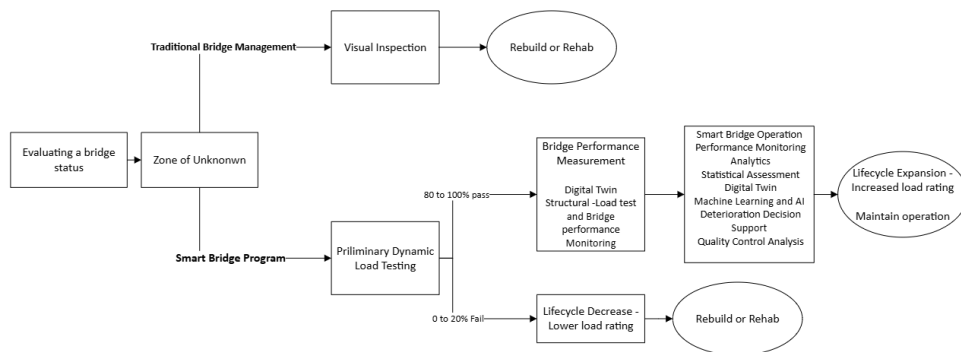 Traditional Bridge Management
Visual Inspection
Rebuild or Rehab
Evaluating a bridge
status
Zone of Unknonwn
Smart Bridge Program
Priliminary Dynamic
Load Testing
80 to 100% pass
Bridge Performance
Measurement
Digital Twin
Structural -Load test
and Bridge
performance
Monitoring
Smart Bridge Operation
Performance Monitoring
Analytics
Statistical Assessment
Digital Twin
Machine Learning and AI
Deterioration Decision
Support
Quality Control Analysis
Lifecycle Expansion -
Increased load rating
Maintain operation
0 to 20% Fail
Lifecycle Decrease -
Lower load rating
Rebuild or Rehab